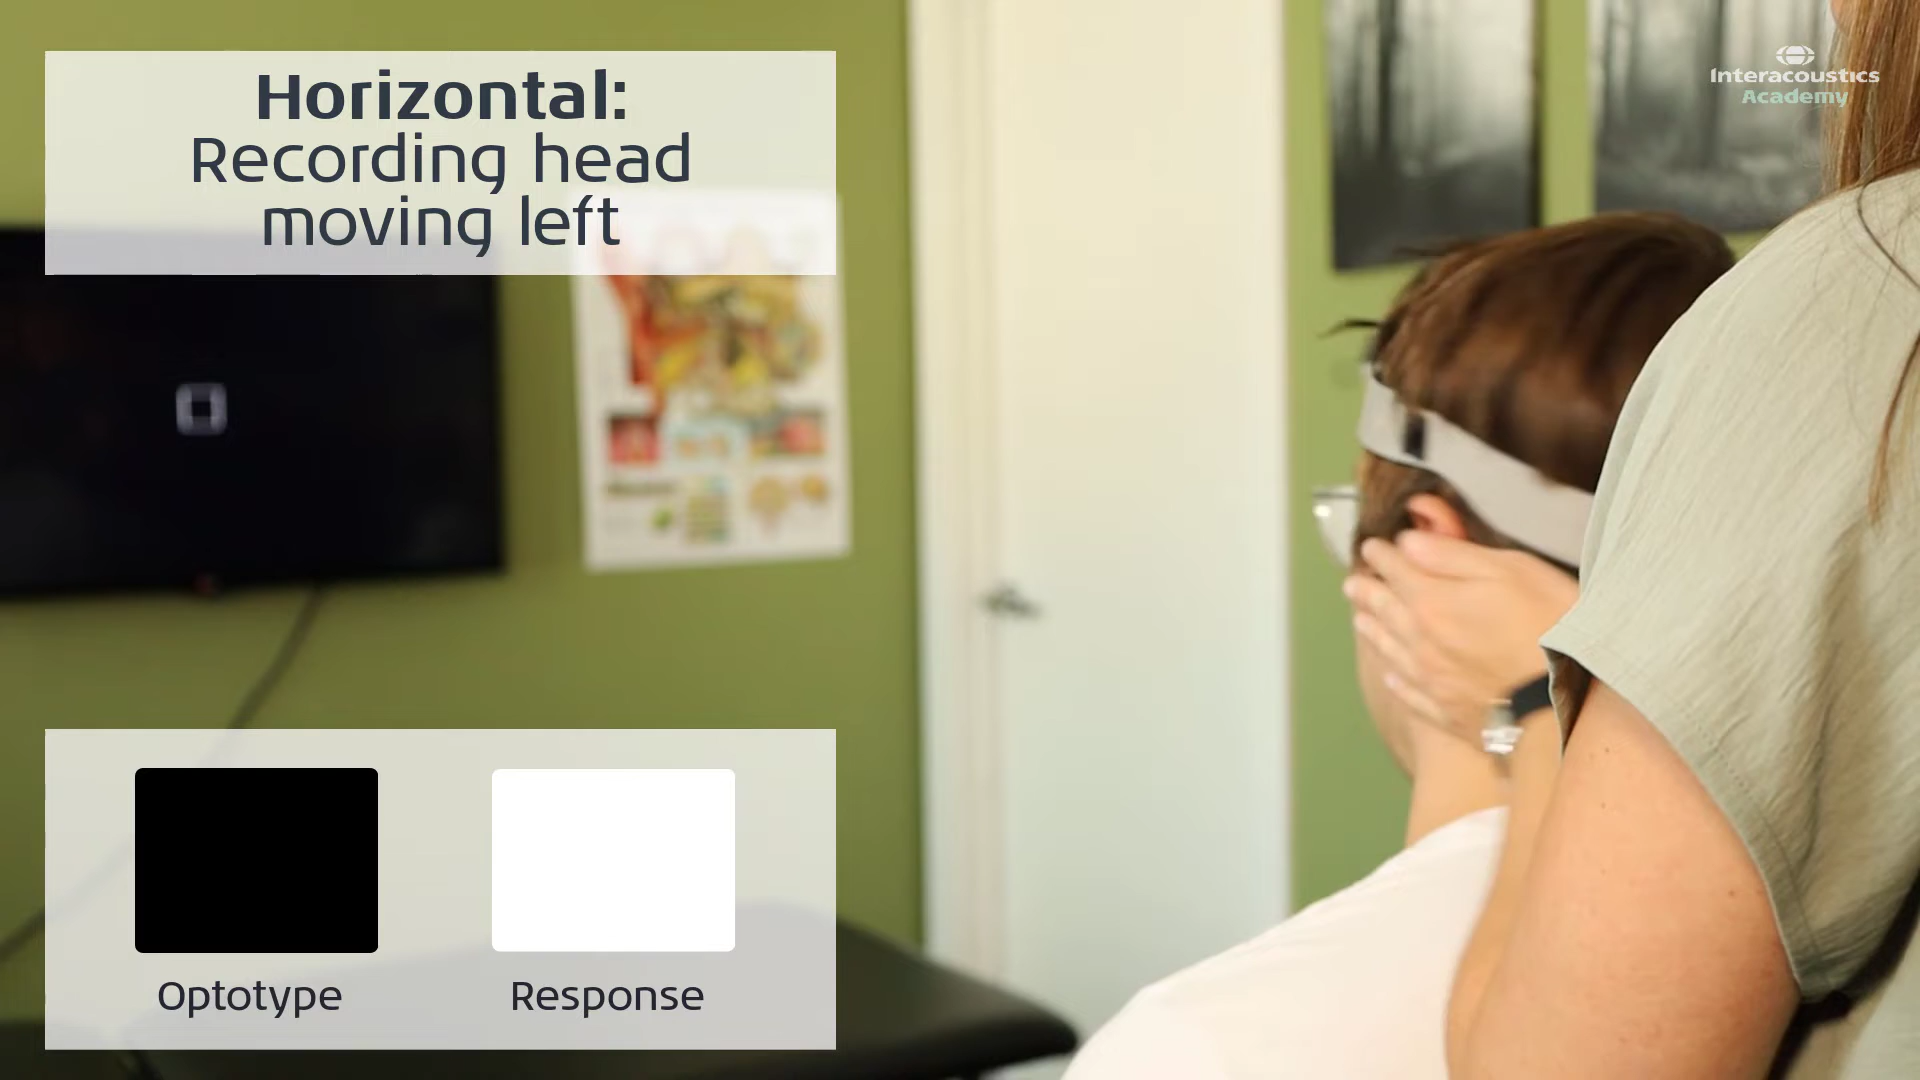 Horizontal:
Recording head
moving left
Interacoustics
Academy
Optotype
Response